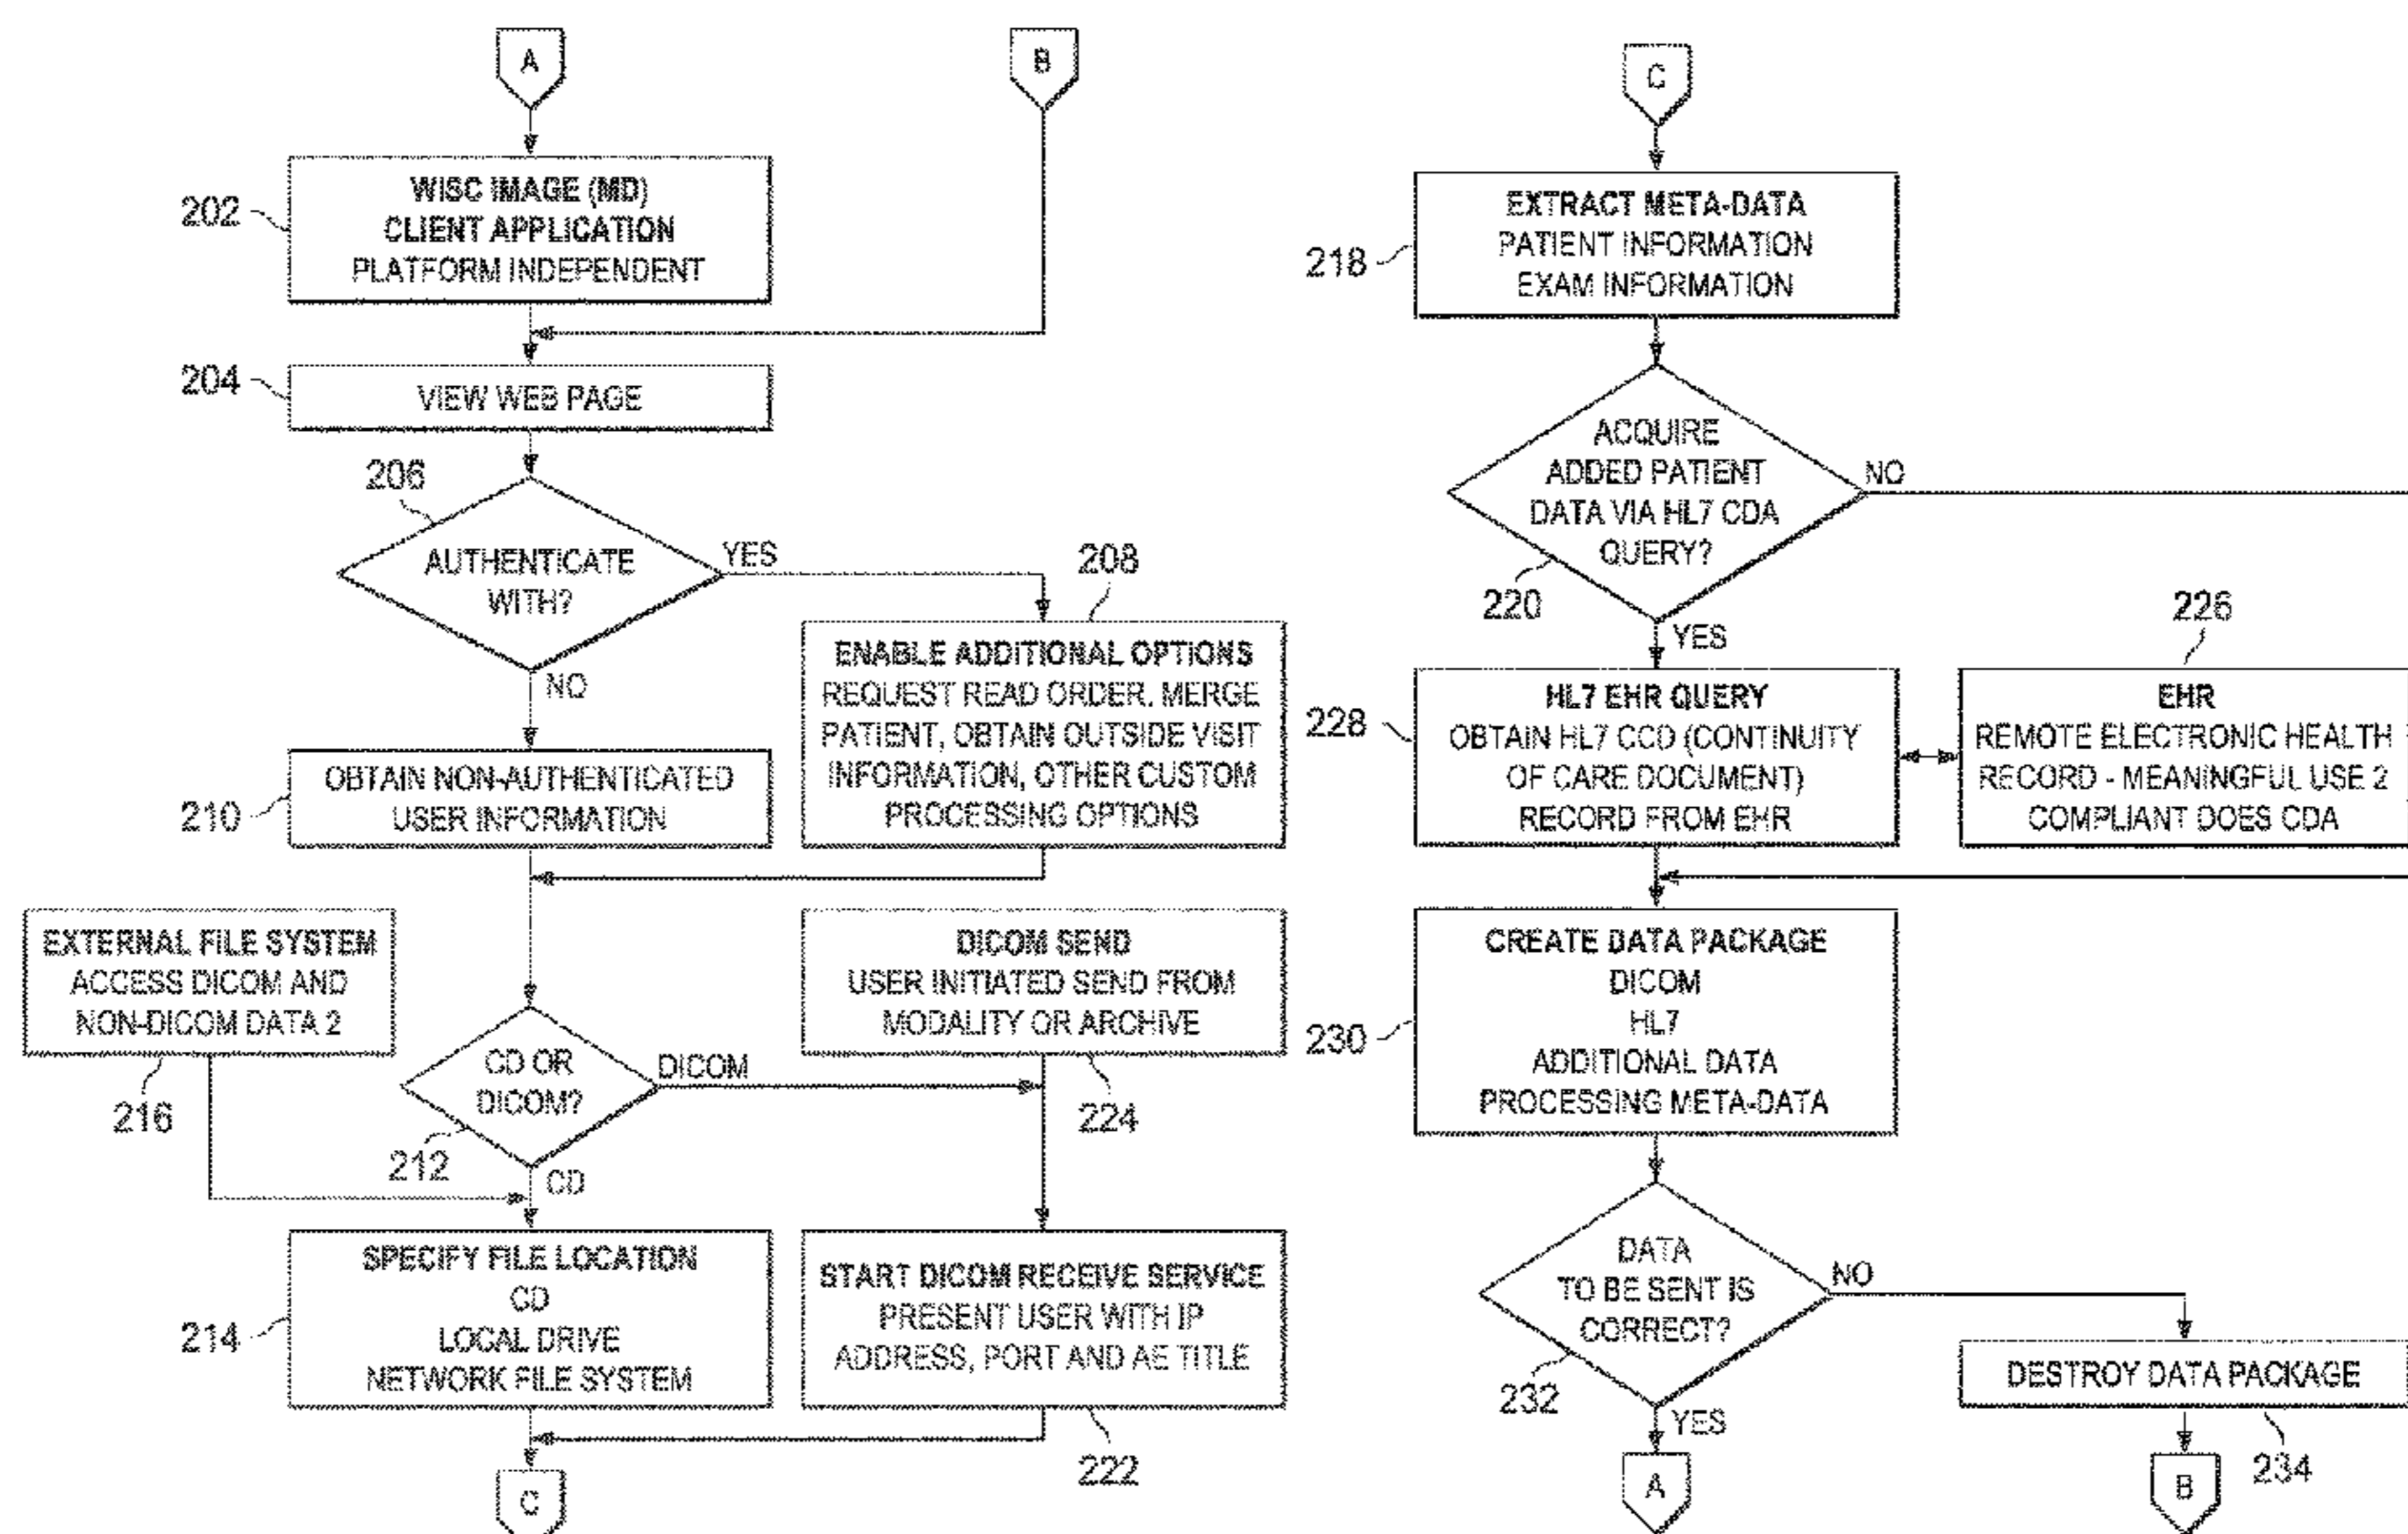 A
B
202
WISC IMAGE (MD)
CLIENT APPLICATION
PLATFORM INDEPENDENT
204
VIEW WEB PAGE
206
AUTHENTICATE
WITH?
YES
NO
208
ENABLE ADDITIONAL OPTIONS
REQUEST READ ORDER, MERGE
PATIENT, OBTAIN OUTSIDE VISIT
INFORMATION, OTHER CUSTOM
PROCESSING OPTIONS
210
OBTAIN NON-AUTHENTICATED
USER INFORMATION
EXTERNAL FILE SYSTEM
ACCESS DICOM AND
NON-DICOM DATA 2
216
CD OR
DICOM?
212
DICOM
CD
DICOM SEND
USER INITIATED SEND FROM
MODALITY OR ARCHIVE
224
214
SPECIFY FILE LOCATION
CD
LOCAL DRIVE
NETWORK FILE SYSTEM
START DICOM RECEIVE SERVICE
PRESENT USER WITH IP
ADDRESS, PORT AND AE TITLE
222
C
C
218
EXTRACT META-DATA
PATIENT INFORMATION
EXAM INFORMATION
ACQUIRE
ADDED PATIENT
DATA VIA HL7 CDA
QUERY?
220
NO
YES
228
HL7 EHR QUERY
OBTAIN HL7 CCD (CONTINUITY
OF CARE DOCUMENT)
RECORD FROM EHR
226
EHR
REMOTE ELECTRONIC HEALTH
RECORD - MEANINGFUL USE 2
COMPLIANT DOES CDA
230
CREATE DATA PACKAGE
DICOM
HL7
ADDITIONAL DATA
PROCESSING META-DATA
DATA
TO BE SENT IS
CORRECT?
232
NO
YES
DESTROY DATA PACKAGE
234
A
B